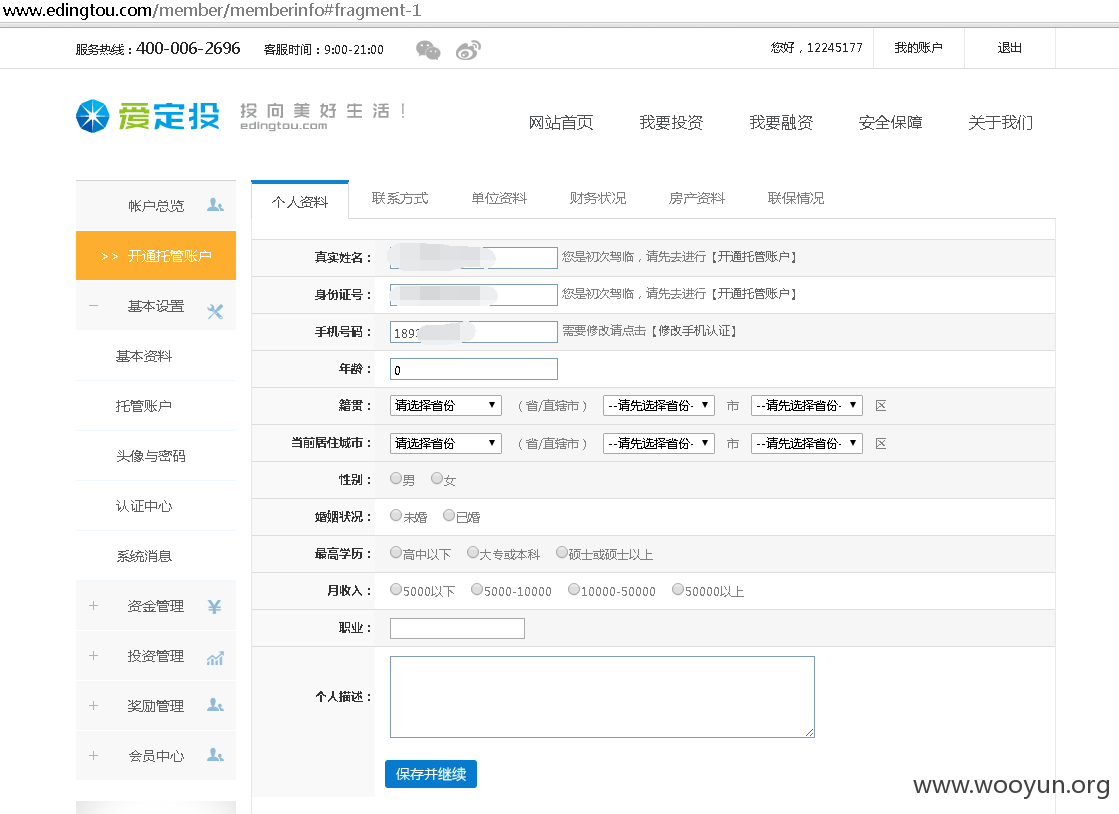 www.edingtou.com/member/memberinfo#fragment-1
服务热线：400-006-2696 客服时间：9:00-21:00 您好，12245177 我的账户 退出
爱定投 投向美好生活！
edingtou.com
网站首页 我要投资 我要融资 安全保障 关于我们
帐户总览
>> 开通托管账户
－ 基本设置
基本资料
托管账户
头像与密码
认证中心
系统消息
+ 资金管理 ¥
+ 投资管理
+ 奖励管理
+ 会员中心
个人资料 联系方式 单位资料 财务状况 房产资料 联保情况
真实姓名： 您是初次驾临，请先去进行【开通托管账户】
身份证号： 您是初次驾临，请先去进行【开通托管账户】
手机号码： 189 需要修改请点击【修改手机认证】
年龄： 0
籍贯： 请选择省份 （省/直辖市） --请先选择省份- 市 --请先选择省份- 区
当前居住城市： 请选择省份 （省/直辖市） --请先选择省份- 市 --请先选择省份- 区
性别： 男 女
婚姻状况： 未婚 已婚
最高学历： 高中以下 大专或本科 硕士或硕士以上
月收入： 5000以下 5000-10000 10000-50000 50000以上
职业：
个人描述：
保存并继续
www.wooyun.org